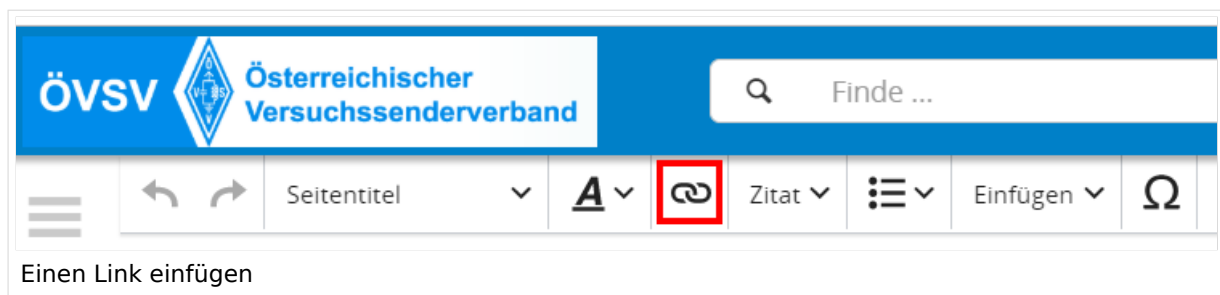 ÖVSV
Österreichischer
Versuchssenderverband
Finde ...
Seitentitel A Zitat Einfügen Ω
Einen Link einfügen